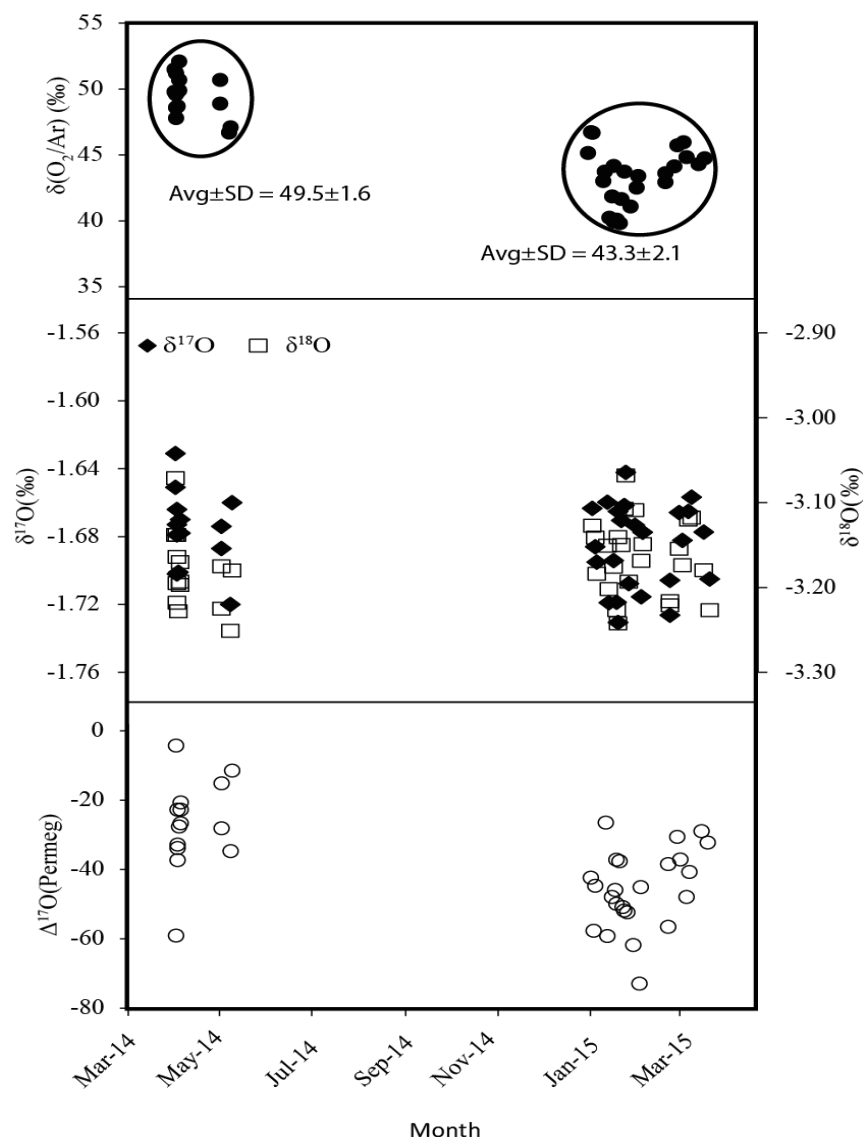 55
50
45
40
35
δ(O₂/Ar) (‰)
Avg±SD = 49.5±1.6
Avg±SD = 43.3±2.1
-1.56
-1.60
-1.64
-1.68
-1.72
-1.76
δ¹⁷O(‰)
δ¹⁷O δ¹⁸O
-2.90
-3.00
-3.10
-3.20
-3.30
δ¹⁸O(‰)
0
-20
-40
-60
-80
Δ¹⁷O(Permeg)
Mar-14 May-14 Jul-14 Sep-14 Nov-14 Jan-15 Mar-15
Month